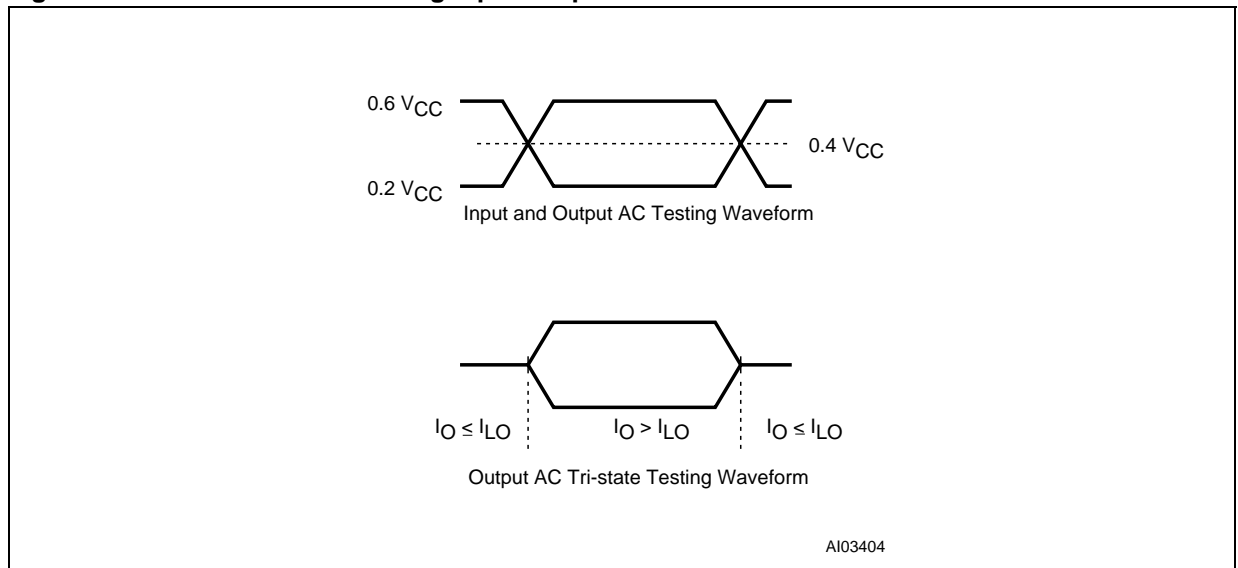 0.6 VCC
0.4 VCC
0.2 VCC
Input and Output AC Testing Waveform
IO ≤ ILO IO > ILO IO ≤ ILO
Output AC Tri-state Testing Waveform
AI03404